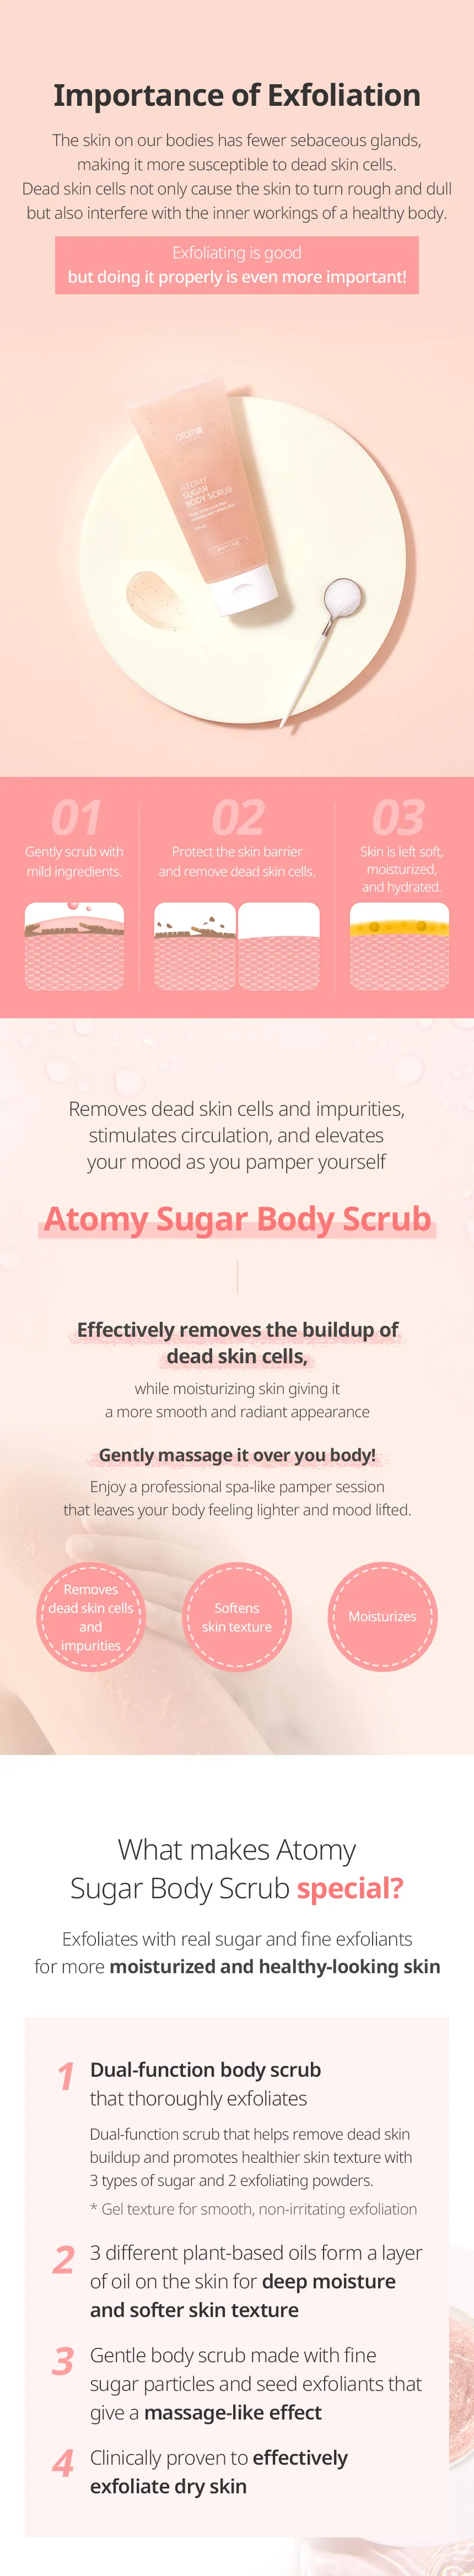 Importance of Exfoliation
The skin on our bodies has fewer sebaceous glands,
making it more susceptible to dead skin cells.
Dead skin cells not only cause the skin to turn rough and dull
but also interfere with the inner workings of a healthy body.
Exfoliating is good
but doing it properly is even more important!
atomy
ATOMY
SUGAR
BODY SCRUB
01
Gently scrub with
mild ingredients.
02
Protect the skin barrier
and remove dead skin cells.
03
Skin is left soft,
moisturized,
and hydrated.
Removes dead skin cells and impurities,
stimulates circulation, and elevates
your mood as you pamper yourself
Atomy Sugar Body Scrub
Effectively removes the buildup of
dead skin cells,
while moisturizing skin giving it
a more smooth and radiant appearance
Gently massage it over you body!
Enjoy a professional spa-like pamper session
that leaves your body feeling lighter and mood lifted.
Removes
dead skin cells
and
impurities
Softens
skin texture
Moisturizes
What makes Atomy
Sugar Body Scrub special?
Exfoliates with real sugar and fine exfoliants
for more moisturized and healthy-looking skin
1
Dual-function body scrub
that thoroughly exfoliates
Dual-function scrub that helps remove dead skin
buildup and promotes healthier skin texture with
3 types of sugar and 2 exfoliating powders.
* Gel texture for smooth, non-irritating exfoliation
2
3 different plant-based oils form a layer
of oil on the skin for deep moisture
and softer skin texture
3
Gentle body scrub made with fine
sugar particles and seed exfoliants that
give a massage-like effect
4
Clinically proven to effectively
exfoliate dry skin